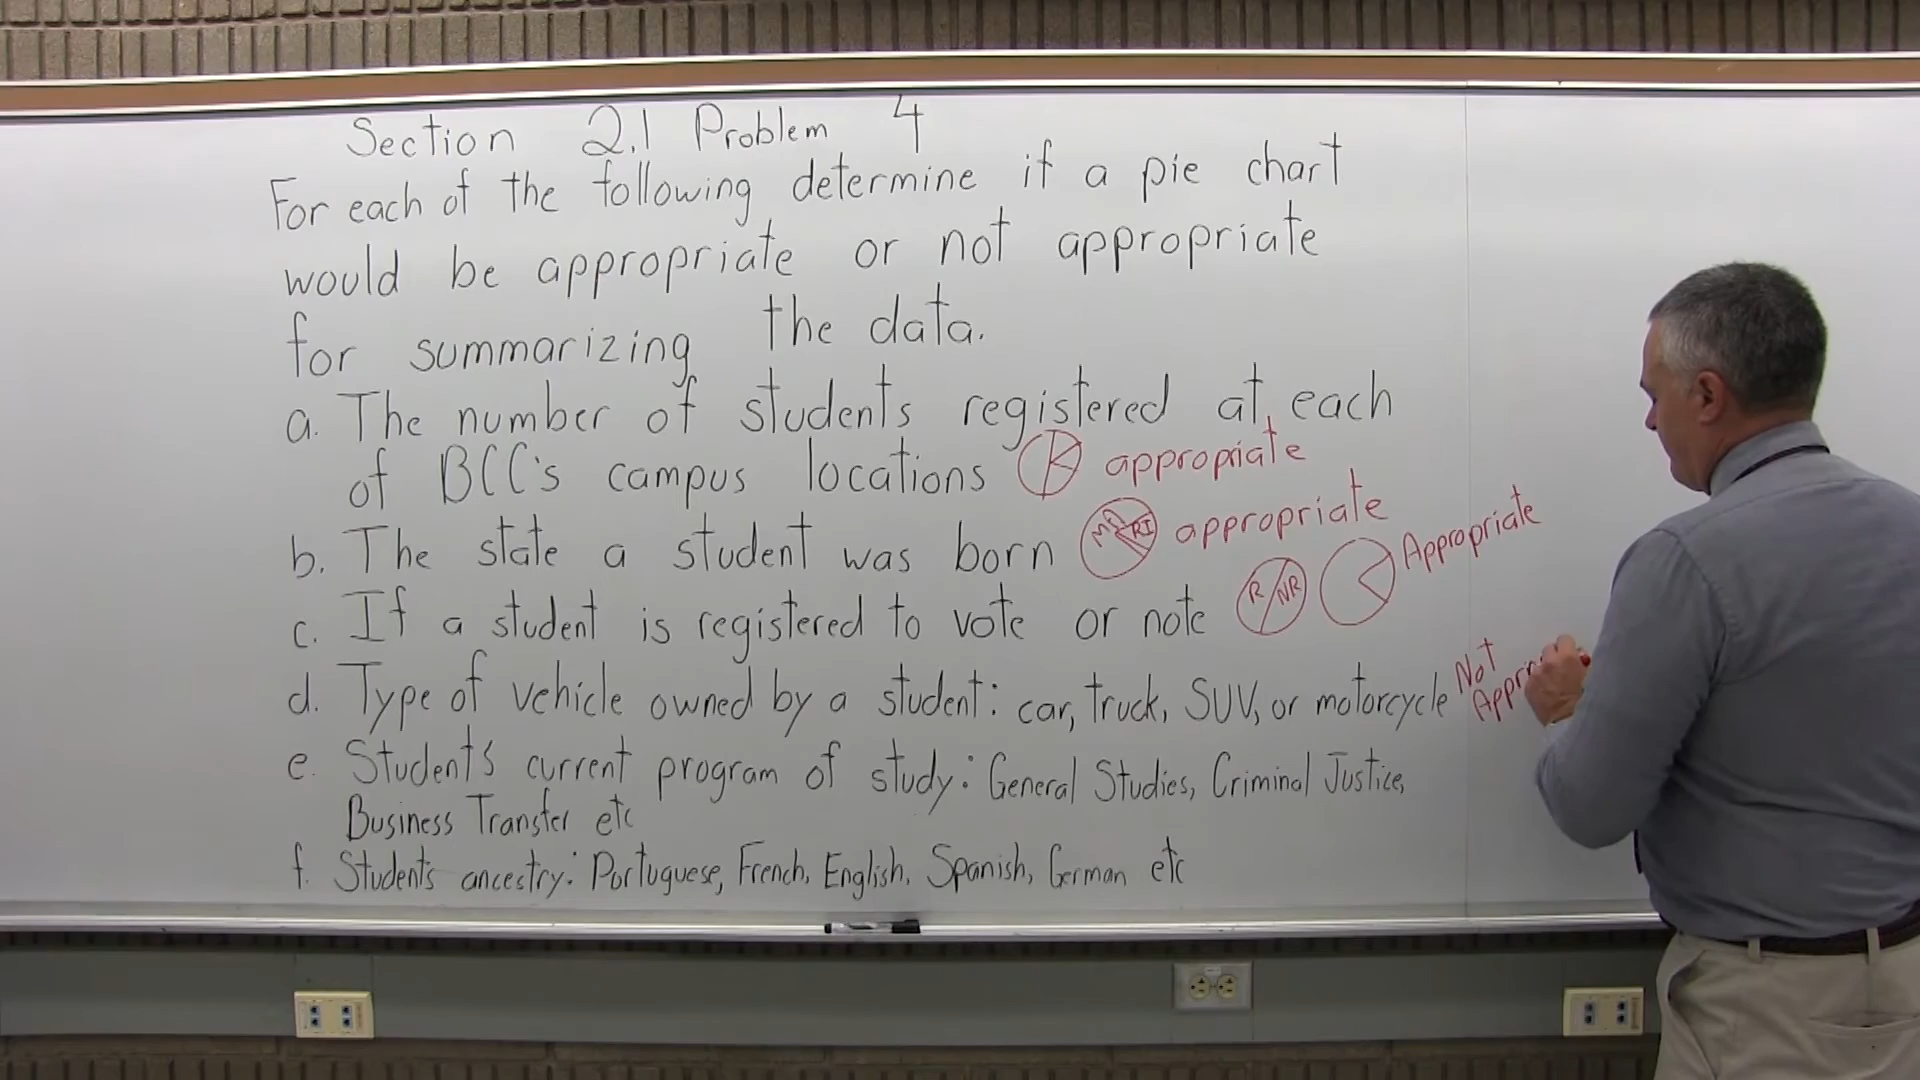 Section 2.1 Problem 4
For each of the following determine if a pie chart
would be appropriate or not appropriate
for summarizing the data.
a. The number of students registered at each
of BCC's campus locations appropriate
b. The state a student was born MA RI appropriate
c. If a student is registered to vote or note R NR Appropriate
d. Type of vehicle owned by a student: car, truck, SUV, or motorcycle Not
e. Student's current program of study: General Studies, Criminal Justice,
Business Transfer etc
f. Student's ancestry: Portuguese, French, English, Spanish, German etc